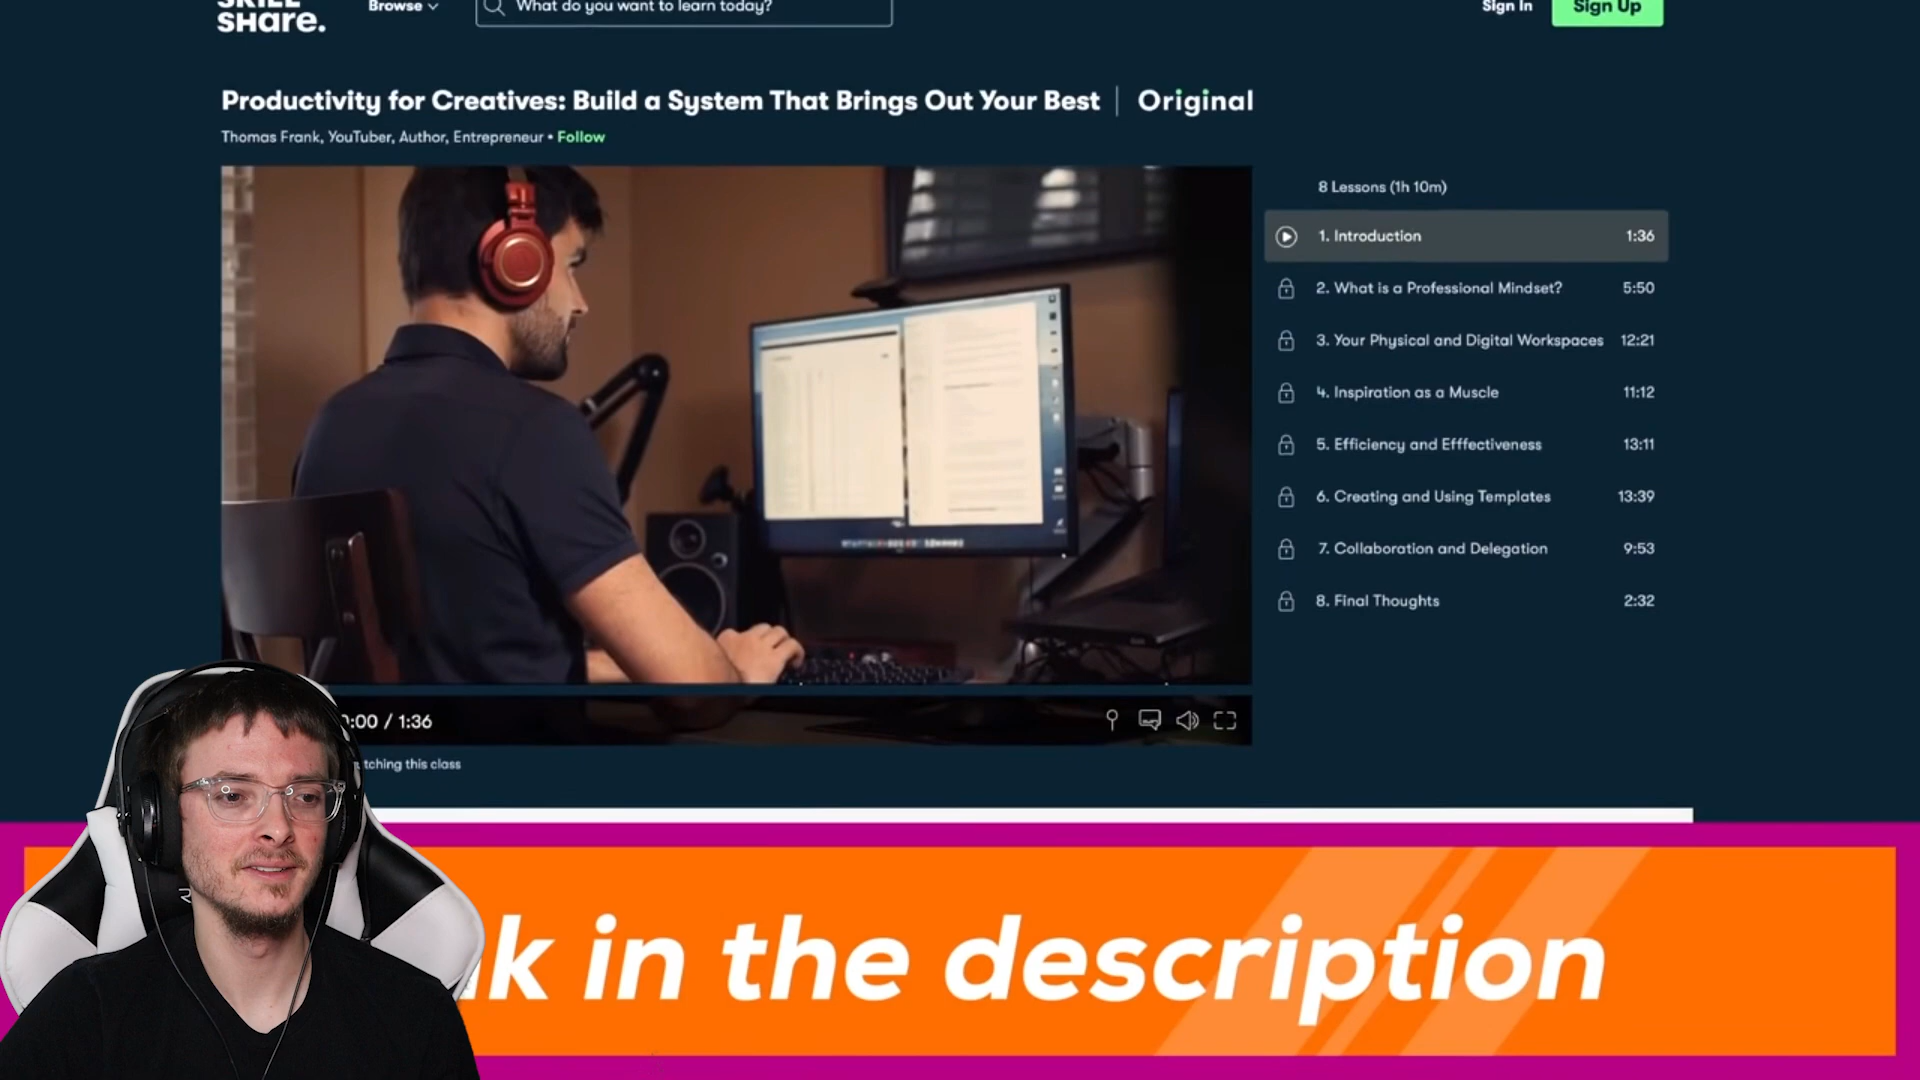 SKILL
SHare.
Browse
What do you want to learn today?
Sign In
Sign Up
Productivity for Creatives: Build a System That Brings Out Your Best | Original
Thomas Frank, YouTuber, Author, Entrepreneur • Follow
8 Lessons (1h 10m)
1. Introduction 1:36
2. What is a Professional Mindset? 5:50
3. Your Physical and Digital Workspaces 12:21
4. Inspiration as a Muscle 11:12
5. Efficiency and Efffectiveness 13:11
6. Creating and Using Templates 13:39
7. Collaboration and Delegation 9:53
8. Final Thoughts 2:32
:00 / 1:36
tching this class
k in the description